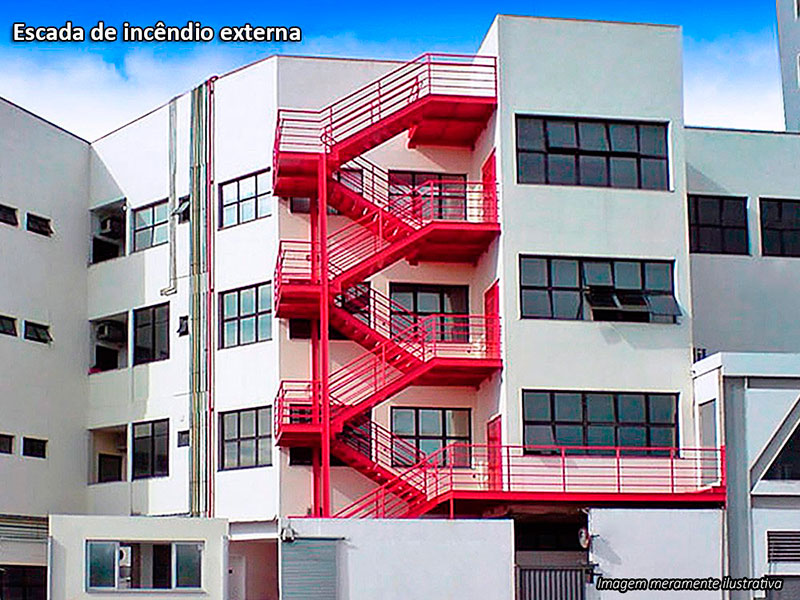 Escada de incêndio externa
Imagem meramente ilustrativa